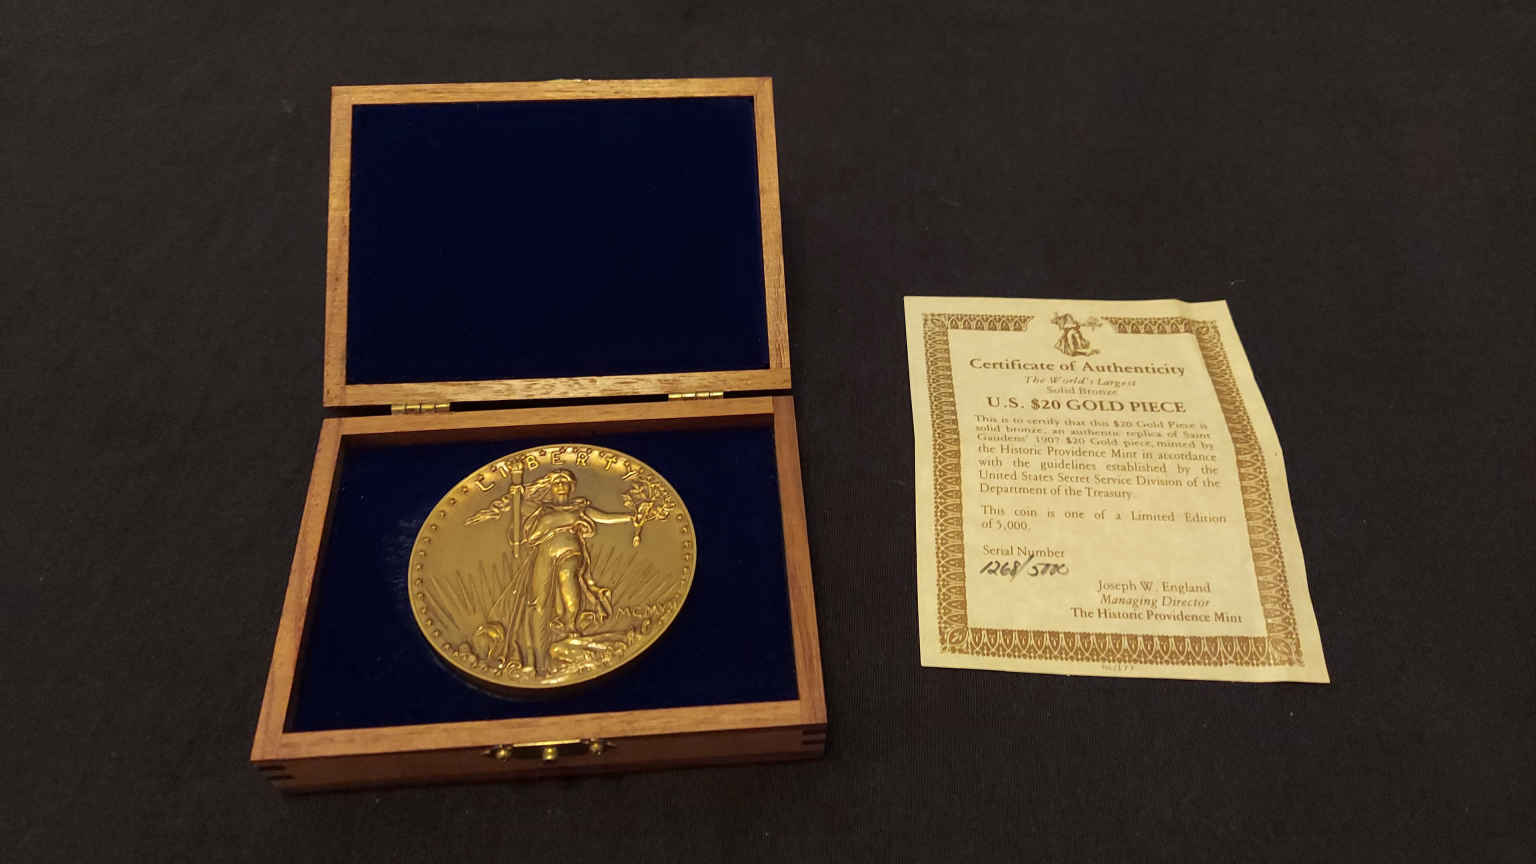 LIBERTY
Certificate of Authenticity
The World's Largest
Solid Bronze
U.S. $20 GOLD PIECE
This is to certify that this $20 Gold Piece is
solid bronze, an authentic replica of Saint
Gaudens' 1907 $20 Gold piece, minted by
the Historic Providence Mint in accordance
with the guidelines established by the
United States Secret Service Division of the
Department of the Treasury.
This coin is one of a Limited Edition
of 5,000.
Serial Number
1268/5000
Joseph W. England
Managing Director
The Historic Providence Mint